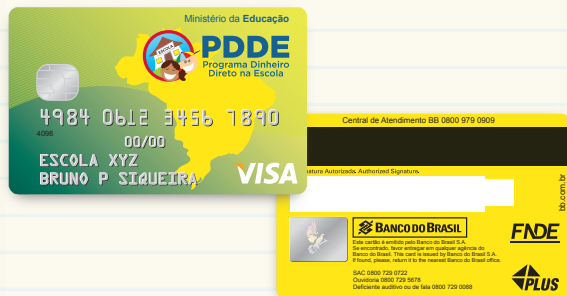 Ministério da Educação
ESCOLA
PDDE
Programa Dinheiro
Direto na Escola
4984 0612 3456 7890
4098
00/00
ESCOLA XYZ
BRUNO P SIQUEIRA
VISA
Central de Atendimento BB 0800 979 0909
Autorizada. Authorized Signature.
bb.com.br
BANCO DO BRASIL
Este cartão é emitido pelo Banco do Brasil S.A.
Se encontrado, favor entregar em qualquer agência do
Banco do Brasil. This card is issued by Banco do Brasil S.A.
If found, please, return it to the nearest Banco do Brasil office.
FNDE
SAC 0800 729 0722
Ouvidoria 0800 729 5678
Deficiente auditivo ou de fala 0800 729 0088
PLUS